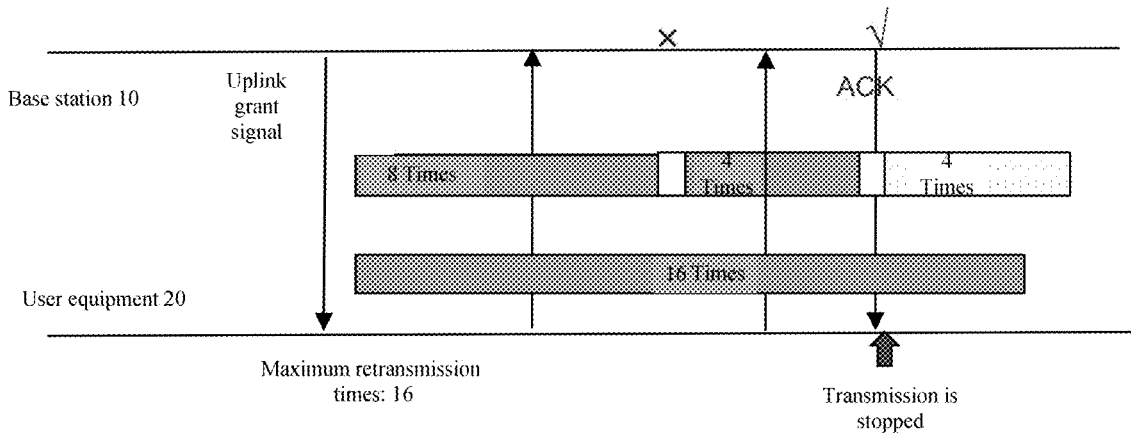 ×
√
Uplink
grant
signal
Base station 10
ACK
8 Times
4
Times
4
Times
16 Times
User equipment 20
Maximum retransmission
times: 16
Transmission is
stopped